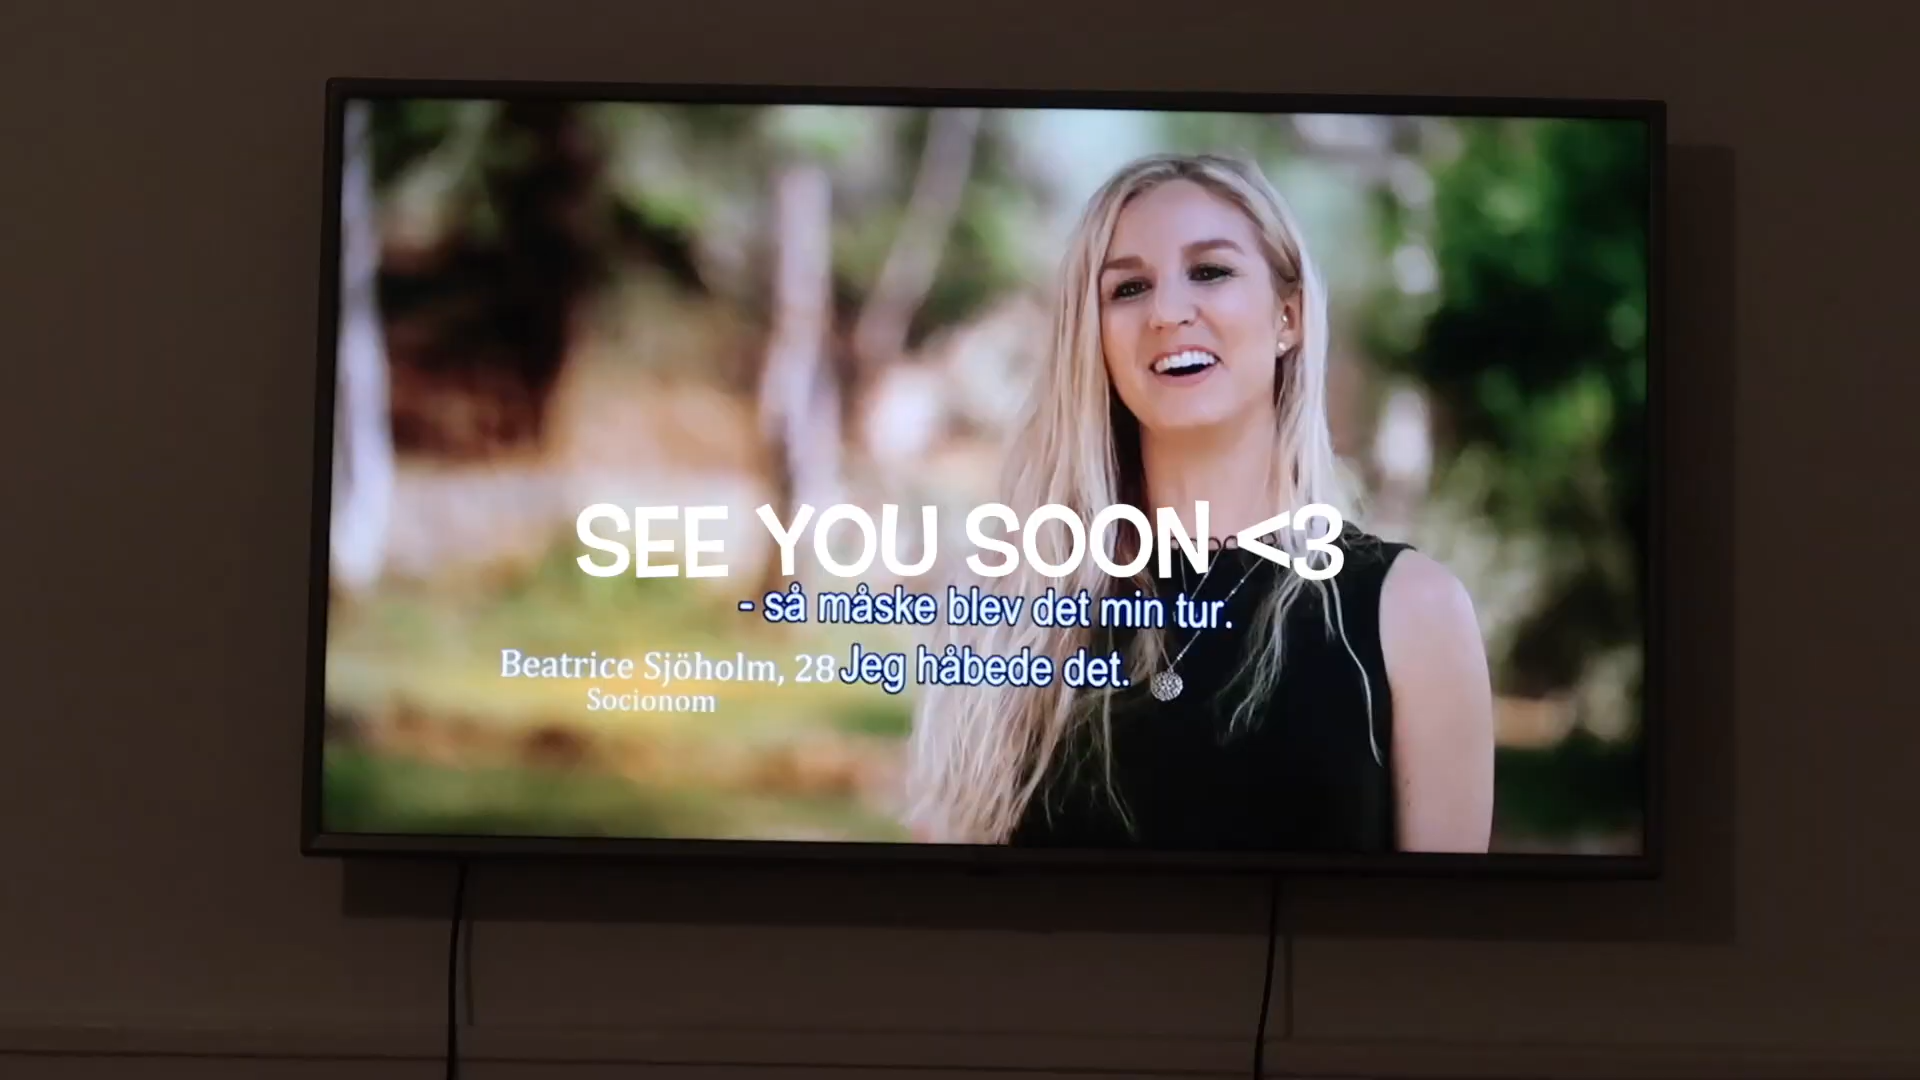 SEE YOU SOON <3
- så måske blev det min tur.
Jeg håbede det.
Beatrice Sjöholm, 28
Socionom